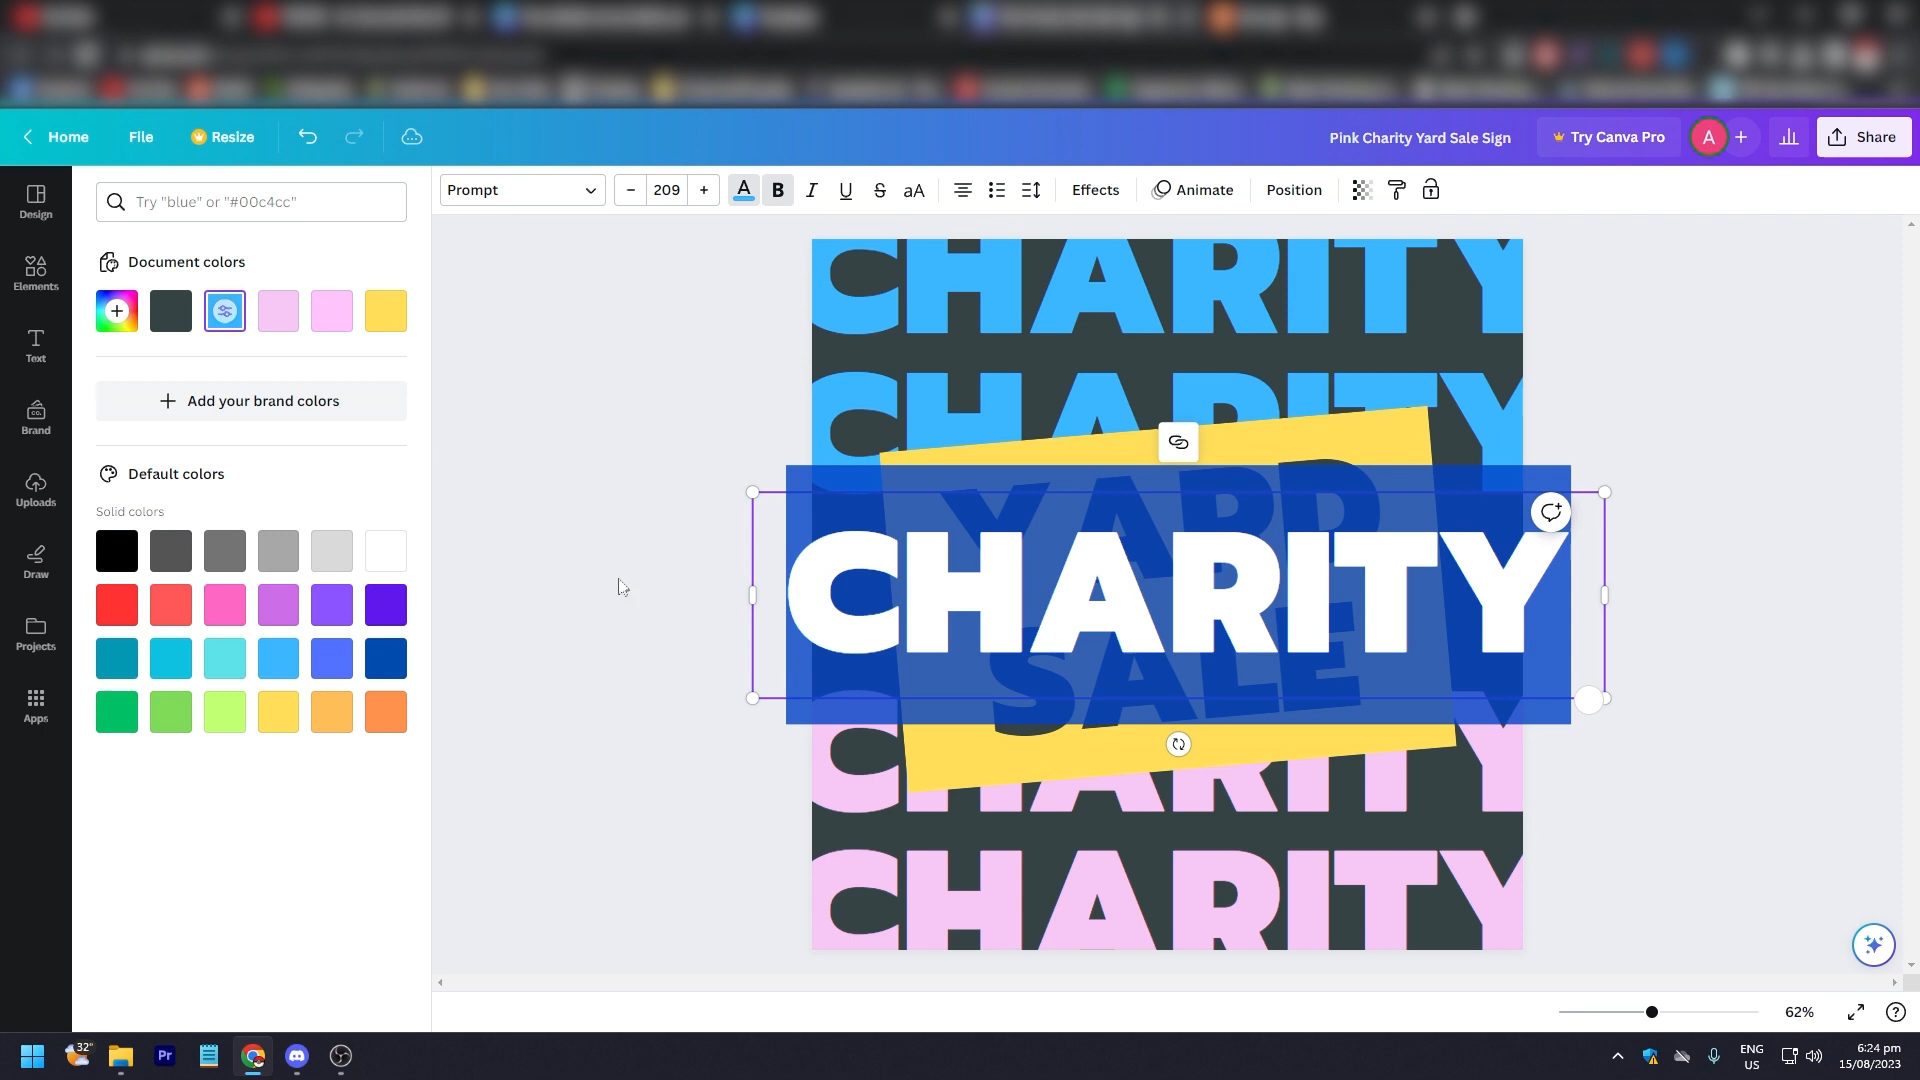 Home File Resize Pink Charity Yard Sale Sign Try Canva Pro A Share
Design
Elements
Text
Brand
Uploads
Draw
Projects
Apps
Try "blue" or "#00c4cc"
Document colors
Add your brand colors
Default colors
Solid colors
Prompt – 209 + A B I U S aA Effects Animate Position
CHARITY
CHARITY
YARD
CHARITY
SALE
CHARITY
CHARITY
62%
32°
Pr
ENG
US
6:24 pm
15/08/2023